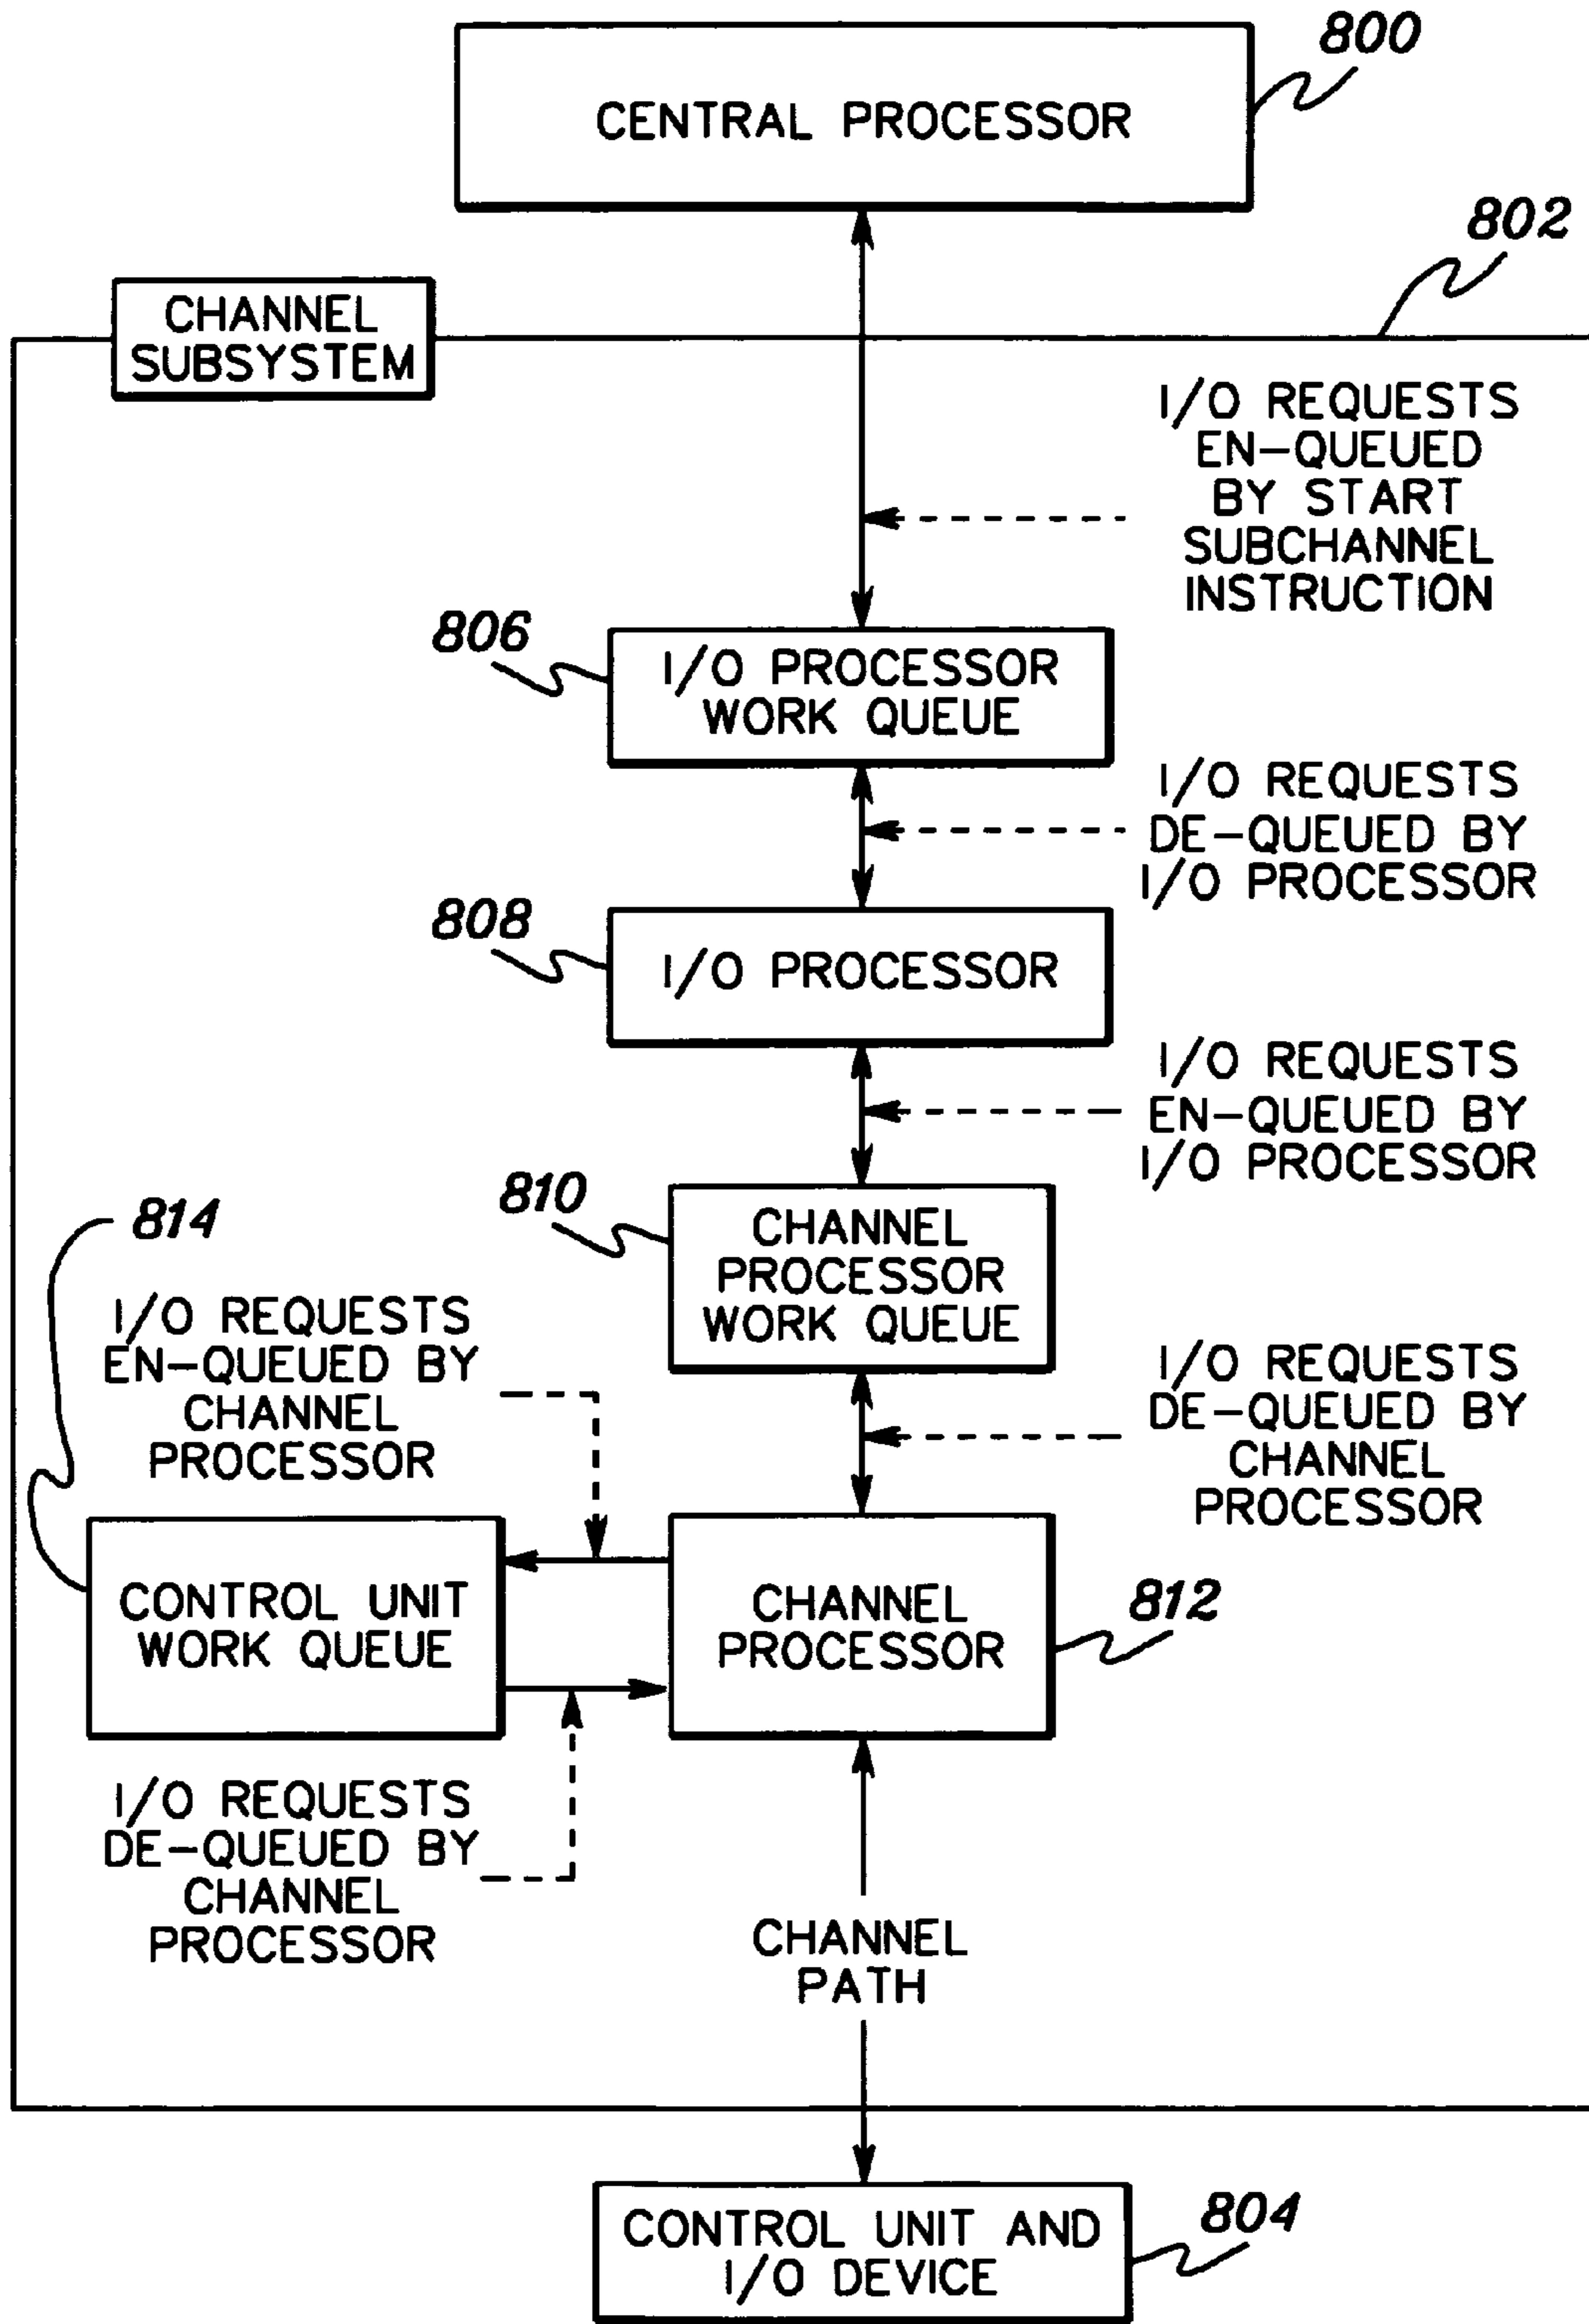 800
CENTRAL PROCESSOR
802
CHANNEL
SUBSYSTEM
I/O REQUESTS
EN-QUEUED
BY START
SUBCHANNEL
INSTRUCTION
806
I/O PROCESSOR
WORK QUEUE
I/O REQUESTS
DE-QUEUED BY
I/O PROCESSOR
808
I/O PROCESSOR
I/O REQUESTS
EN-QUEUED BY
I/O PROCESSOR
810
CHANNEL
PROCESSOR
WORK QUEUE
814
I/O REQUESTS
EN-QUEUED BY
CHANNEL
PROCESSOR
I/O REQUESTS
DE-QUEUED BY
CHANNEL
PROCESSOR
CONTROL UNIT
WORK QUEUE
CHANNEL
PROCESSOR
812
I/O REQUESTS
DE-QUEUED BY
CHANNEL
PROCESSOR
CHANNEL
PATH
CONTROL UNIT AND
I/O DEVICE
804